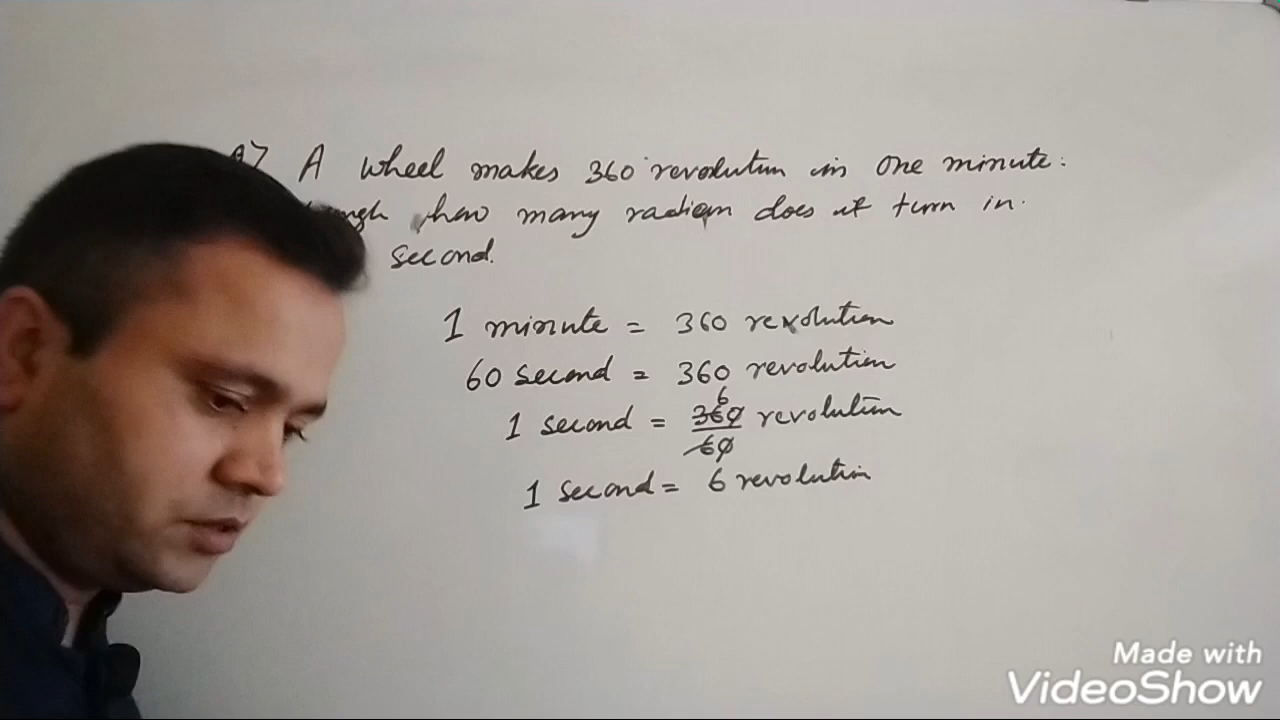 A wheel makes 360 revolution in one minute.
how many radian does it turn in
second.
1 minute = 360 revolution
60 second = 360 revolution
1 second = 360/60 6 revolution
1 second = 6 revolution
Made with
VideoShow